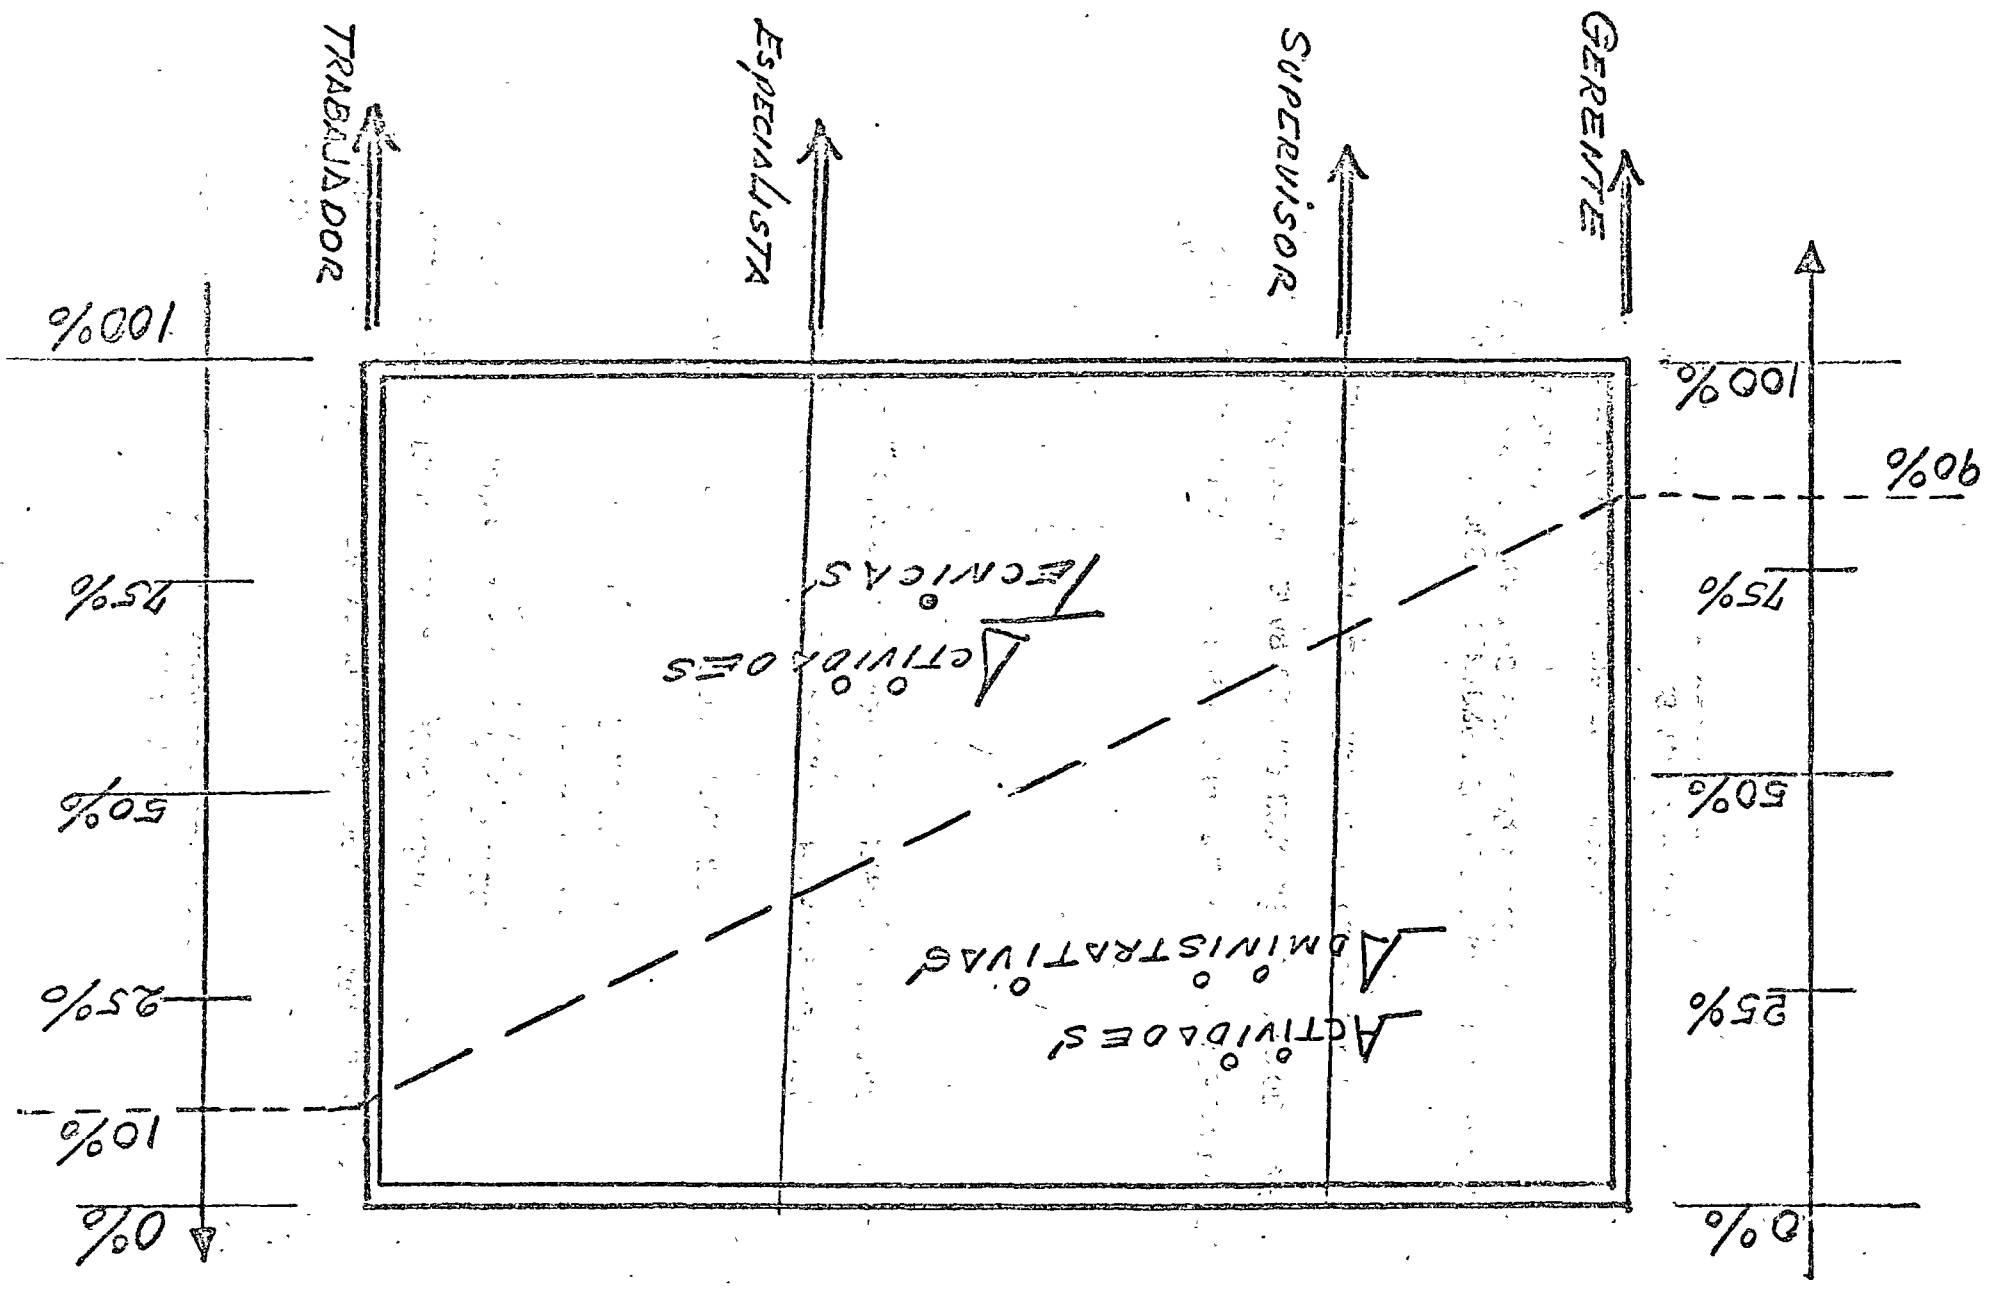 0%
0%
10%
25%
25%
ACTIVIDADES
ADMINISTRATIVAS
50%
50%
ACTIVIDADES
TECNICAS
75%
75%
90%
100%
100%
GERENTE
SUPERVISOR
ESPECIALISTA
TRABAJADOR